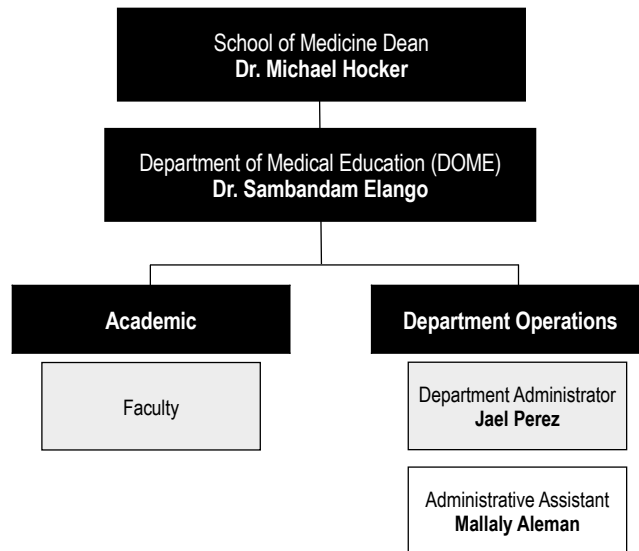 School of Medicine Dean
Dr. Michael Hocker
Department of Medical Education (DOME)
Dr. Sambandam Elango
Academic
Department Operations
Faculty
Department Administrator
Jael Perez
Administrative Assistant
Mallaly Aleman